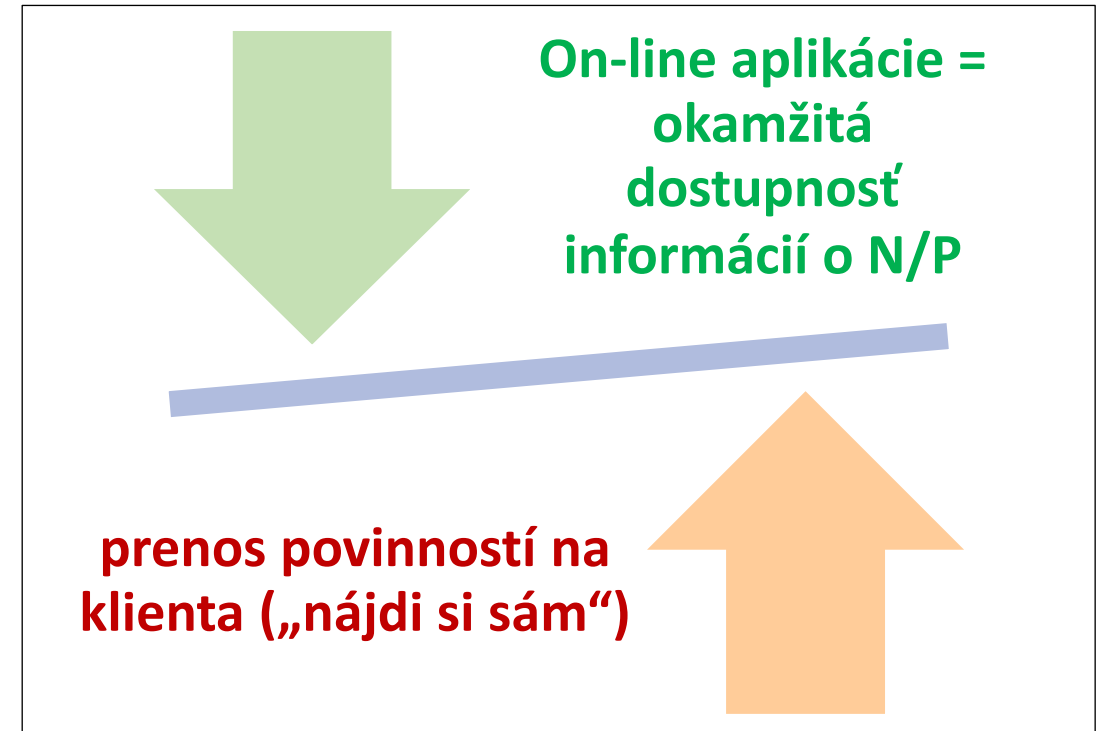 On-line aplikácie =
okamžitá
dostupnosť
informácií o N/P
prenos povinností na
klienta („nájdi si sám“)